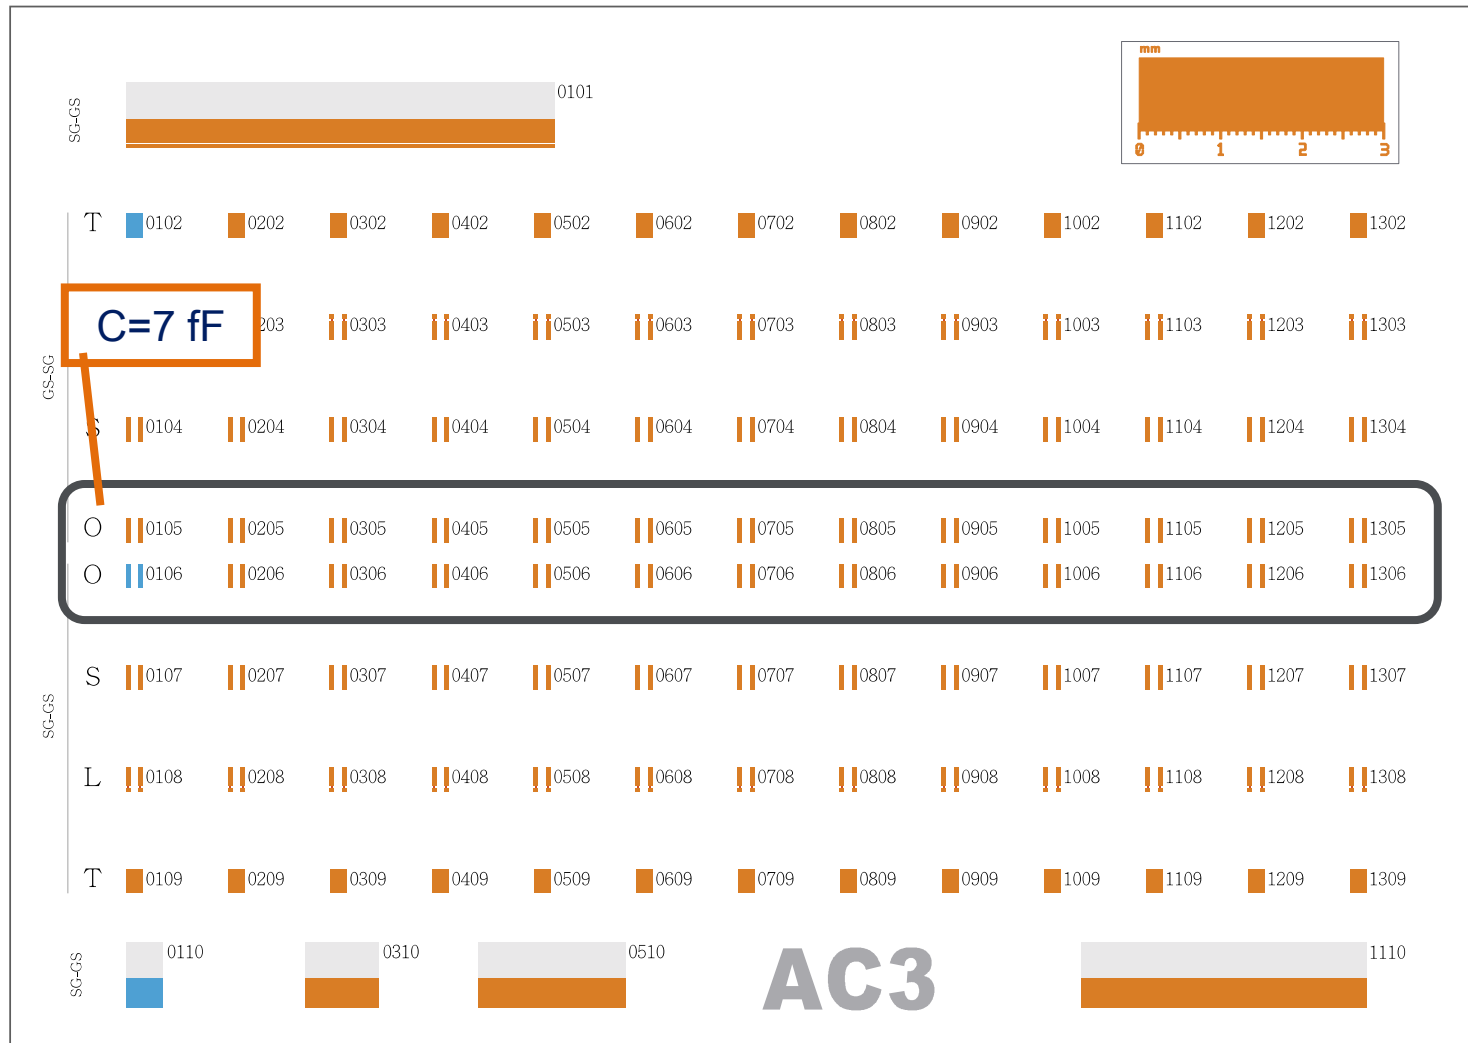 mm
0 1 2 3
SG-GS 0101
T 0102 0202 0302 0402 0502 0602 0702 0802 0902 1002 1102 1202 1302
C=7 fF
0303 0403 0503 0603 0703 0803 0903 1003 1103 1203 1303
GS-SG
S 0104 0204 0304 0404 0504 0604 0704 0804 0904 1004 1104 1204 1304
O 0105 0205 0305 0405 0505 0605 0705 0805 0905 1005 1105 1205 1305
O 0106 0206 0306 0406 0506 0606 0706 0806 0906 1006 1106 1206 1306
S 0107 0207 0307 0407 0507 0607 0707 0807 0907 1007 1107 1207 1307
SG-GS
L 0108 0208 0308 0408 0508 0608 0708 0808 0908 1008 1108 1208 1308
T 0109 0209 0309 0409 0509 0609 0709 0809 0909 1009 1109 1209 1309
SG-GS 0110 0310 0510 1110
AC3